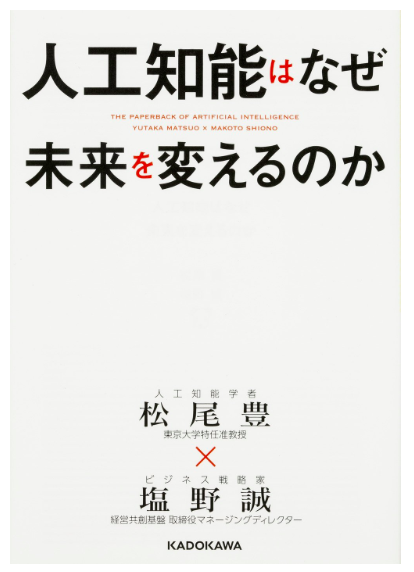 人工知能はなぜ
THE PAPERBACK OF ARTIFICIAL INTELLIGENCE
YUTAKA MATSUO × MAKOTO SHIONO
未来を変えるのか
人工知能学者
松尾豊
東京大学特任准教授
×
ビジネス戦略家
塩野誠
経営共創基盤 取締役マネージングディレクター
KADOKAWA